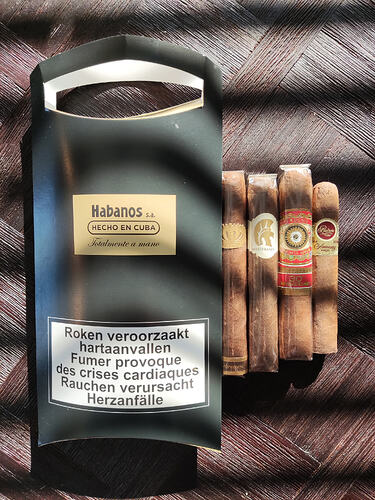 Habanos s.a.
HECHO EN CUBA
Totalmente a mano
Roken veroorzaakt
hartaanvallen
Fumer provoque
des crises cardiaques
Rauchen verursacht
Herzanfälle